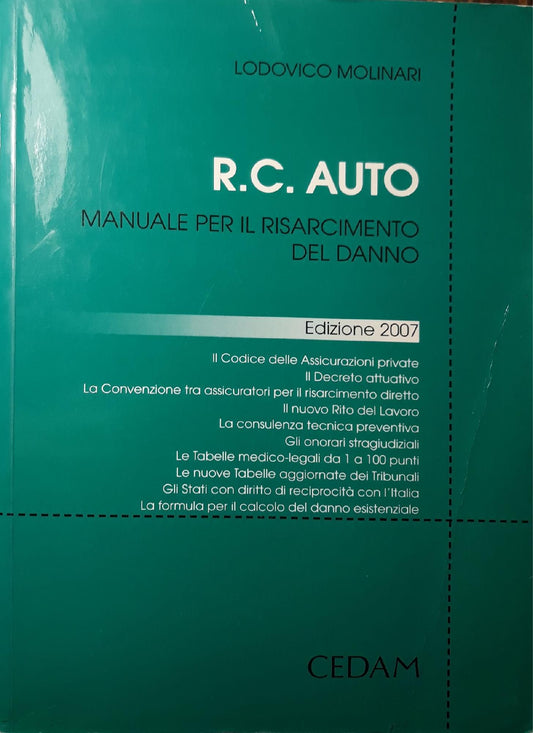 LODOVICO MOLINARI
R.C. AUTO
MANUALE PER IL RISARCIMENTO
DEL DANNO
Edizione 2007
Il Codice delle Assicurazioni private
Il Decreto attuativo
La Convenzione tra assicuratori per il risarcimento diretto
Il nuovo Rito del Lavoro
La consulenza tecnica preventiva
Gli onorari stragiudiziali
Le Tabelle medico-legali da 1 a 100 punti
Le nuove Tabelle aggiornate dei Tribunali
Gli Stati con diritto di reciprocità con l'Italia
La formula per il calcolo del danno esistenziale
CEDAM